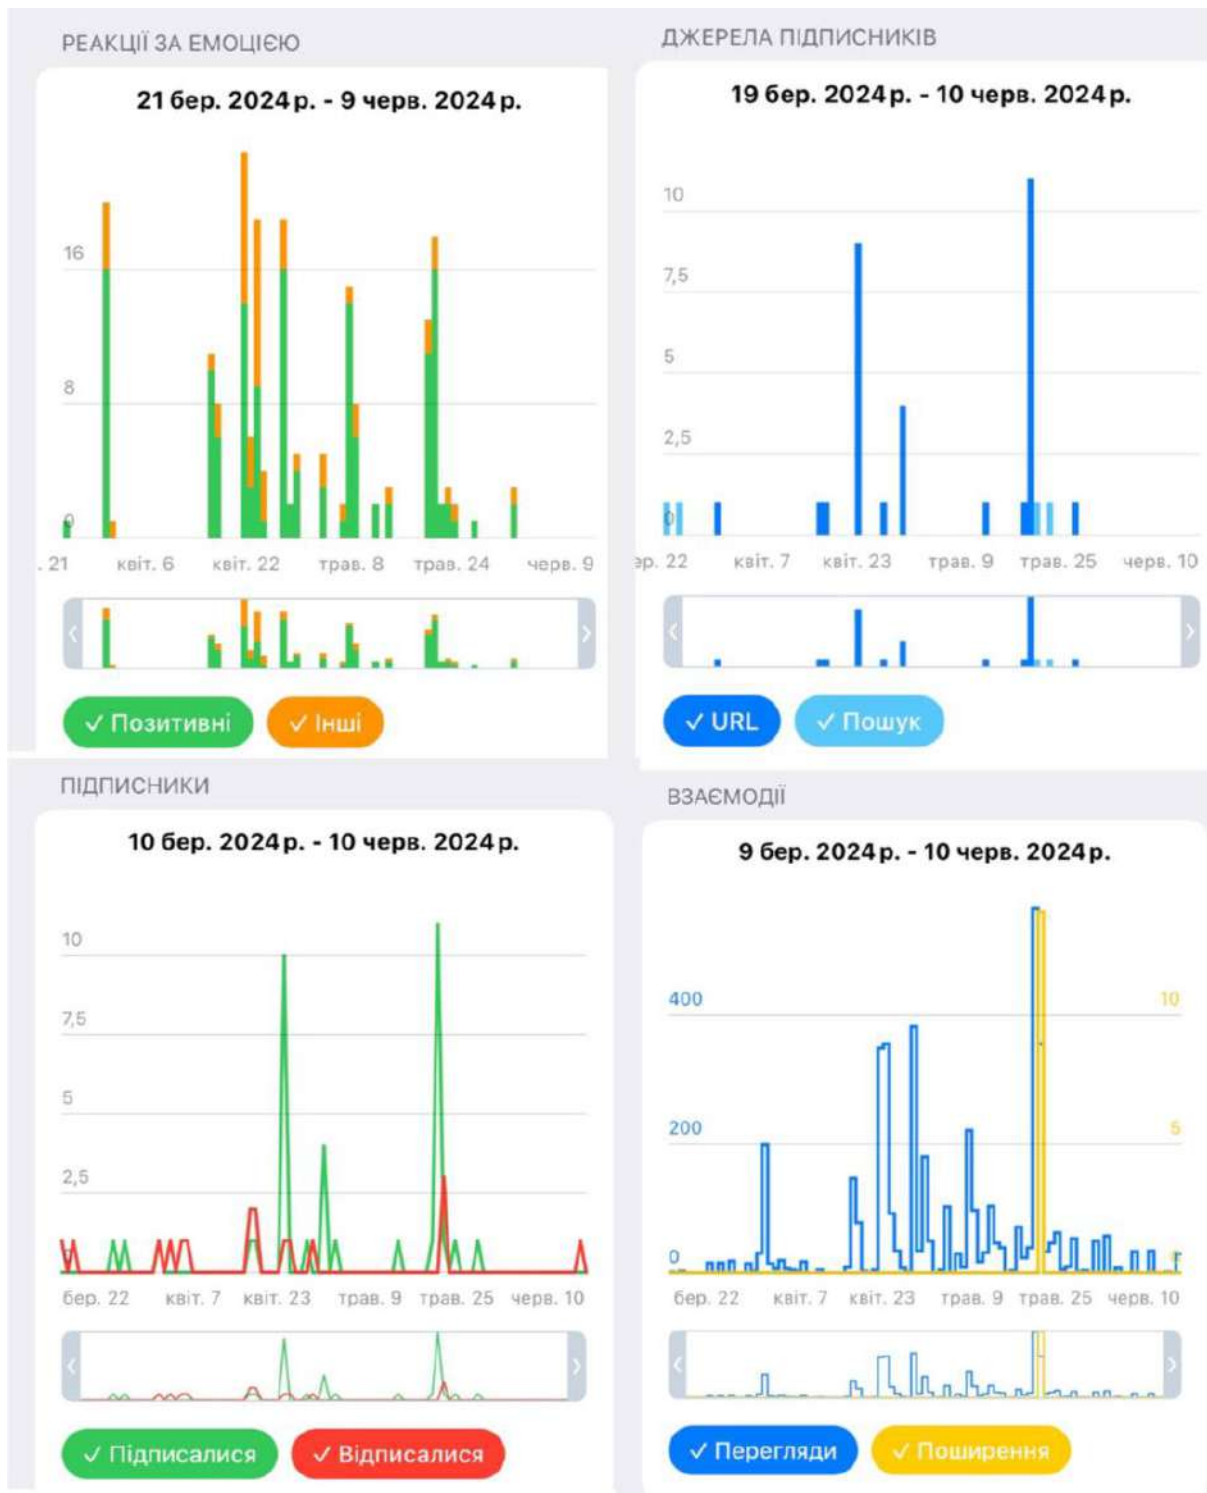 РЕАКЦІЇ ЗА ЕМОЦІЄЮ
21 бер. 2024 р. - 9 черв. 2024 р.
16
8
0
. 21 квіт. 6 квіт. 22 трав. 8 трав. 24 черв. 9
✓ Позитивні ✓ Інші
ДЖЕРЕЛА ПІДПИСНИКІВ
19 бер. 2024 р. - 10 черв. 2024 р.
10
7,5
5
2,5
0
ер. 22 квіт. 7 квіт. 23 трав. 9 трав. 25 черв. 10
✓ URL ✓ Пошук
ПІДПИСНИКИ
10 бер. 2024 р. - 10 черв. 2024 р.
10
7,5
5
2,5
0
бер. 22 квіт. 7 квіт. 23 трав. 9 трав. 25 черв. 10
✓ Підписалися ✓ Відписалися
ВЗАЄМОДІЇ
9 бер. 2024 р. - 10 черв. 2024 р.
400 10
200 5
0 0
бер. 22 квіт. 7 квіт. 23 трав. 9 трав. 25 черв. 10
✓ Перегляди ✓ Поширення